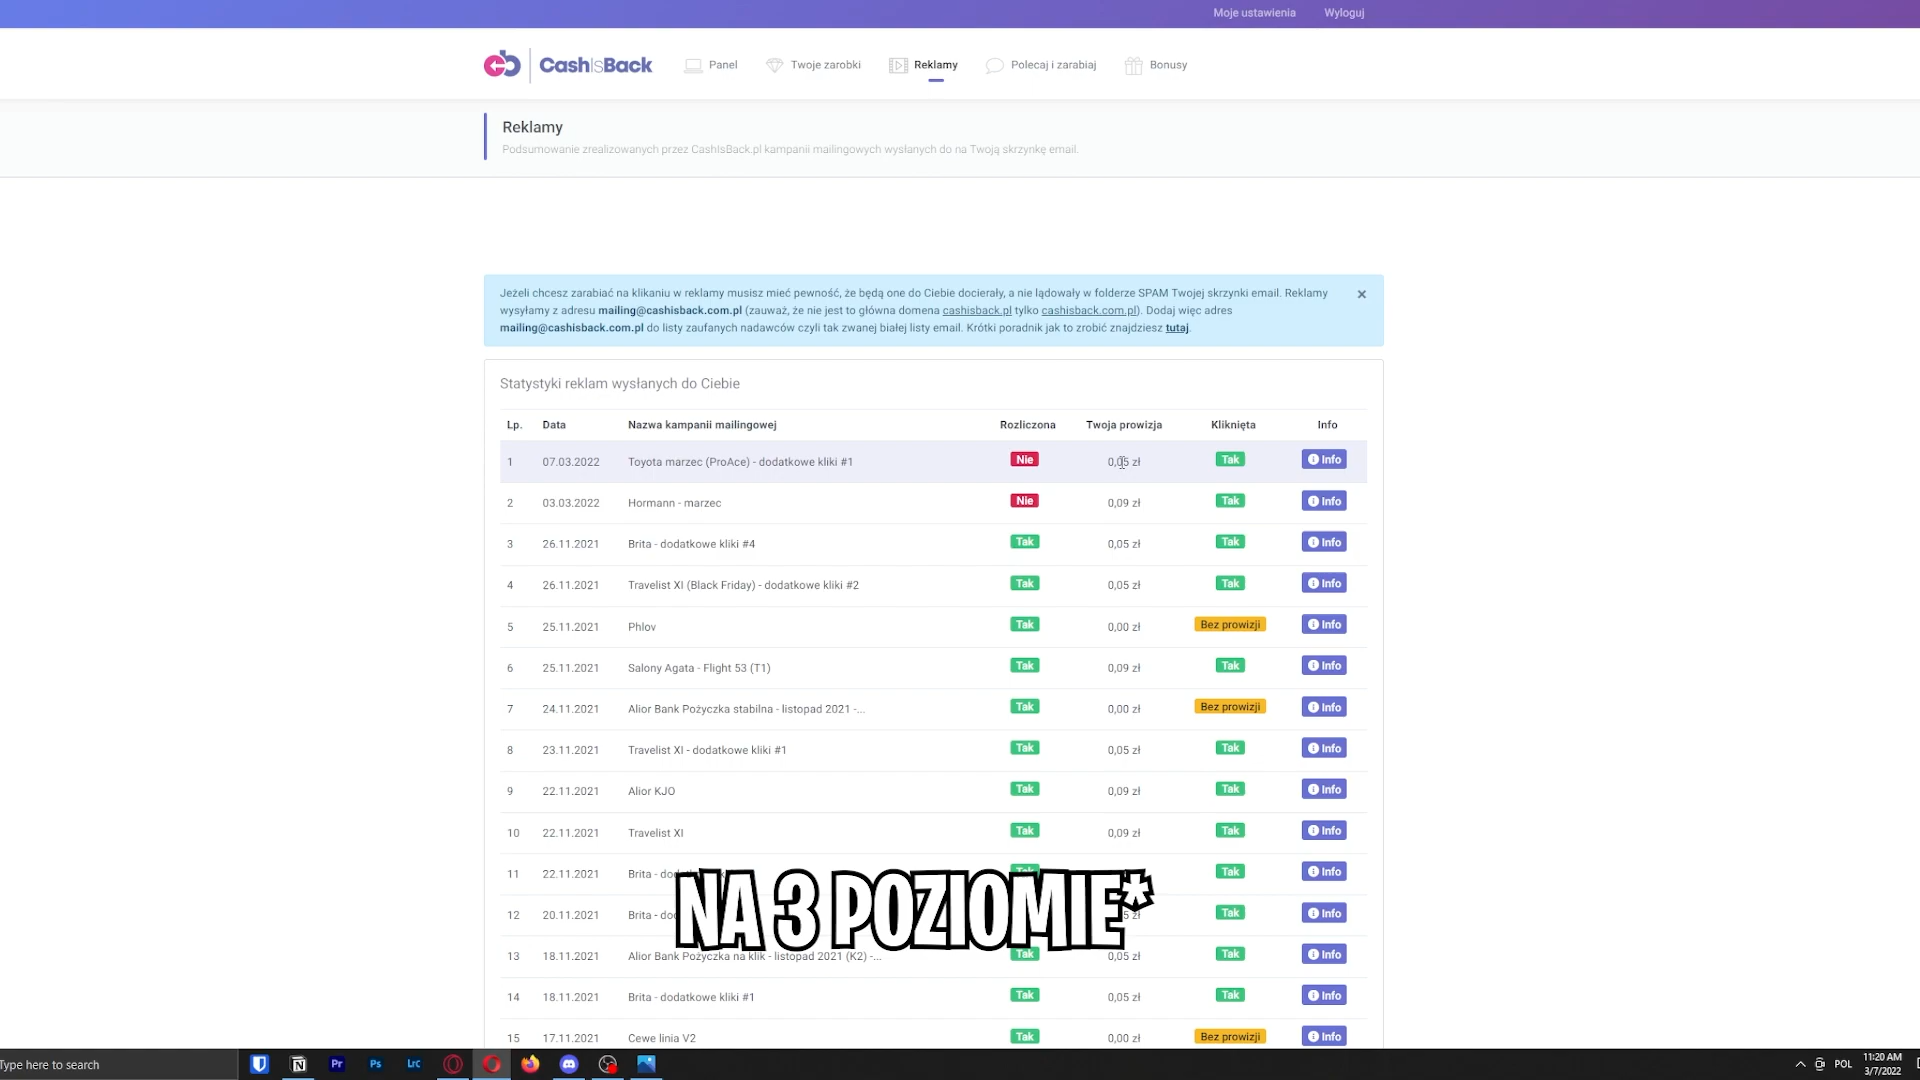 Moje ustawienia Wyloguj
CashIsBack Panel Twoje zarobki Reklamy Polecaj i zarabiaj Bonusy
Reklamy
Podsumowanie zrealizowanych przez CashIsBack.pl kampanii mailingowych wysłanych do na Twoją skrzynkę email.
Jeżeli chcesz zarabiać na klikaniu w reklamy musisz mieć pewność, że będą one do Ciebie docierały, a nie lądowały w folderze SPAM Twojej skrzynki email. Reklamy
wysyłamy z adresu mailing@cashisback.com.pl (zauważ, że nie jest to główna domena cashisback.pl tylko cashisback.com.pl). Dodaj więc adres
mailing@cashisback.com.pl do listy zaufanych nadawców czyli tak zwanej białej listy email. Krótki poradnik jak to zrobić znajdziesz tutaj.
Statystyki reklam wysłanych do Ciebie
Lp. Data Nazwa kampanii mailingowej Rozliczona Twoja prowizja Kliknięta Info
1 07.03.2022 Toyota marzec (ProAce) - dodatkowe kliki #1 Nie 0,05 zł Tak Info
2 03.03.2022 Hormann - marzec Nie 0,09 zł Tak Info
3 26.11.2021 Brita - dodatkowe kliki #4 Tak 0,05 zł Tak Info
4 26.11.2021 Travelist XI (Black Friday) - dodatkowe kliki #2 Tak 0,05 zł Tak Info
5 25.11.2021 Phlov Tak 0,00 zł Bez prowizji Info
6 25.11.2021 Salony Agata - Flight 53 (T1) Tak 0,09 zł Tak Info
7 24.11.2021 Alior Bank Pożyczka stabilna - listopad 2021 -... Tak 0,00 zł Bez prowizji Info
8 23.11.2021 Travelist XI - dodatkowe kliki #1 Tak 0,05 zł Tak Info
9 22.11.2021 Alior KJO Tak 0,09 zł Tak Info
10 22.11.2021 Travelist XI Tak 0,09 zł Tak Info
11 22.11.2021 Brita - Tak Info
12 20.11.2021 Brita - zł Tak Info
NA 3 POZIOMIE*
13 18.11.2021 Alior Bank Pożyczka na klik - listopad 2021 (K2) -... Tak 0,05 zł Tak Info
14 18.11.2021 Brita - dodatkowe kliki #1 Tak 0,05 zł Tak Info
15 17.11.2021 Cewe linia V2 Tak 0,00 zł Bez prowizji Info
Type here to search Pr Ps Lrc POL 11:20 AM
3/7/2022